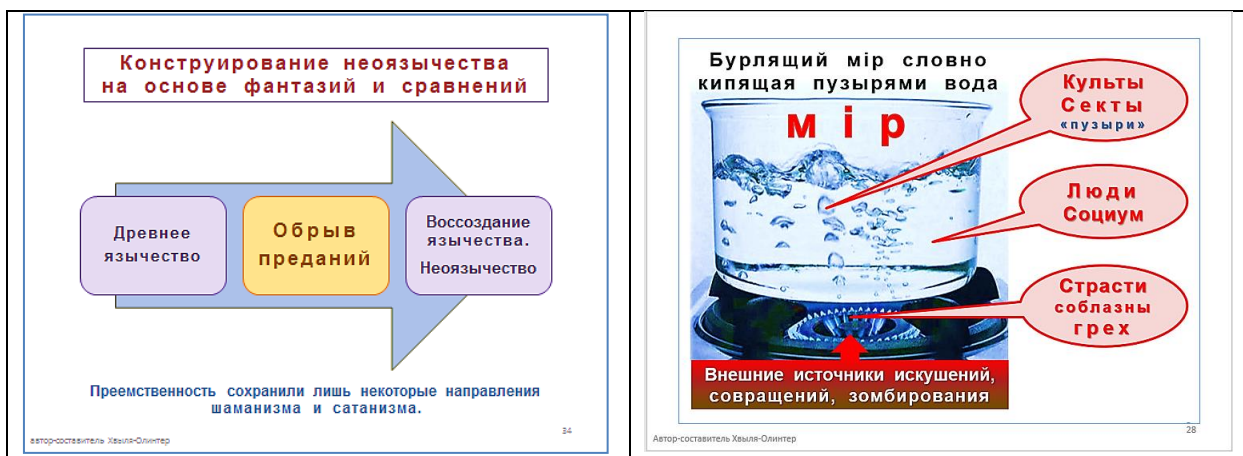 Конструирование неоязычества
на основе фантазий и сравнений
Древнее
язычество
Обрыв
преданий
Воссоздание
язычества.
Неоязычество
Преемственность сохранили лишь некоторые направления
шаманизма и сатанизма.
34
автор-составитель Хвыля-Олинтер
Бурлящий мір словно
кипящая пузырями вода
мір
Культы
Секты
«пузыри»
Люди
Социум
Страсти
соблазны
грех
Внешние источники искушений,
совращений, зомбирования
28
Автор-составитель Хвыля-Олинтер